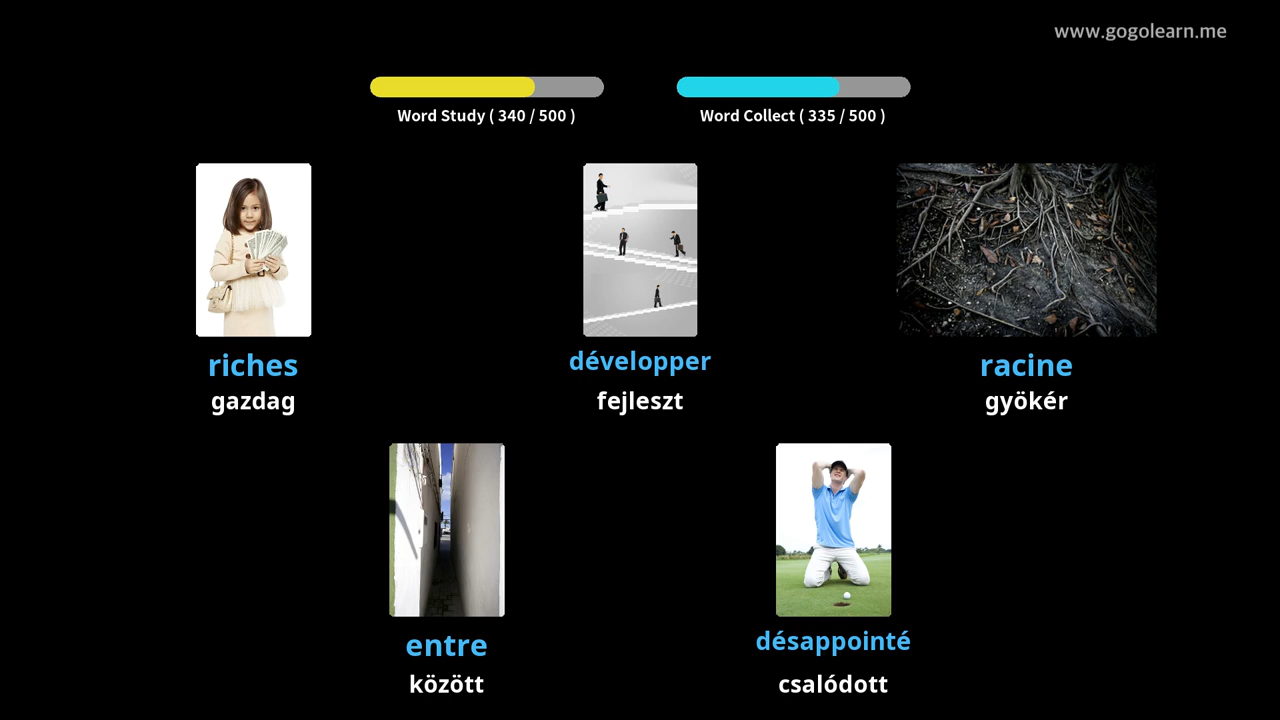 www.gogolearn.me
Word Study ( 340 / 500 )
Word Collect ( 335 / 500 )
riches
gazdag
développer
fejleszt
racine
gyökér
entre
között
désappointé
csalódott